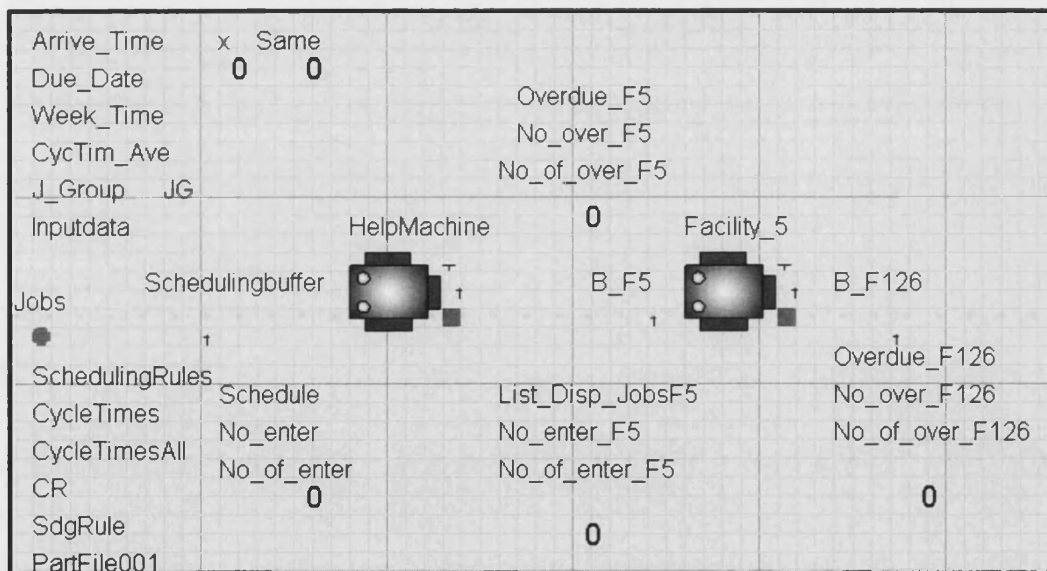 Arrive_Time x Same
0 0
Due_Date
Overdue_F5
Week_Time
No_over_F5
CycTim_Ave
No_of_over_F5
J_Group JG
0
Inputdata HelpMachine Facility_5
Schedulingbuffer B_F5 B_F126
Jobs
Overdue_F126
SchedulingRules
Schedule List_Disp_JobsF5 No_over_F126
CycleTimes
No_enter No_enter_F5 No_of_over_F126
CycleTimesAll
No_of_enter No_of_enter_F5
CR
0 0
SdgRule
0
PartFile001